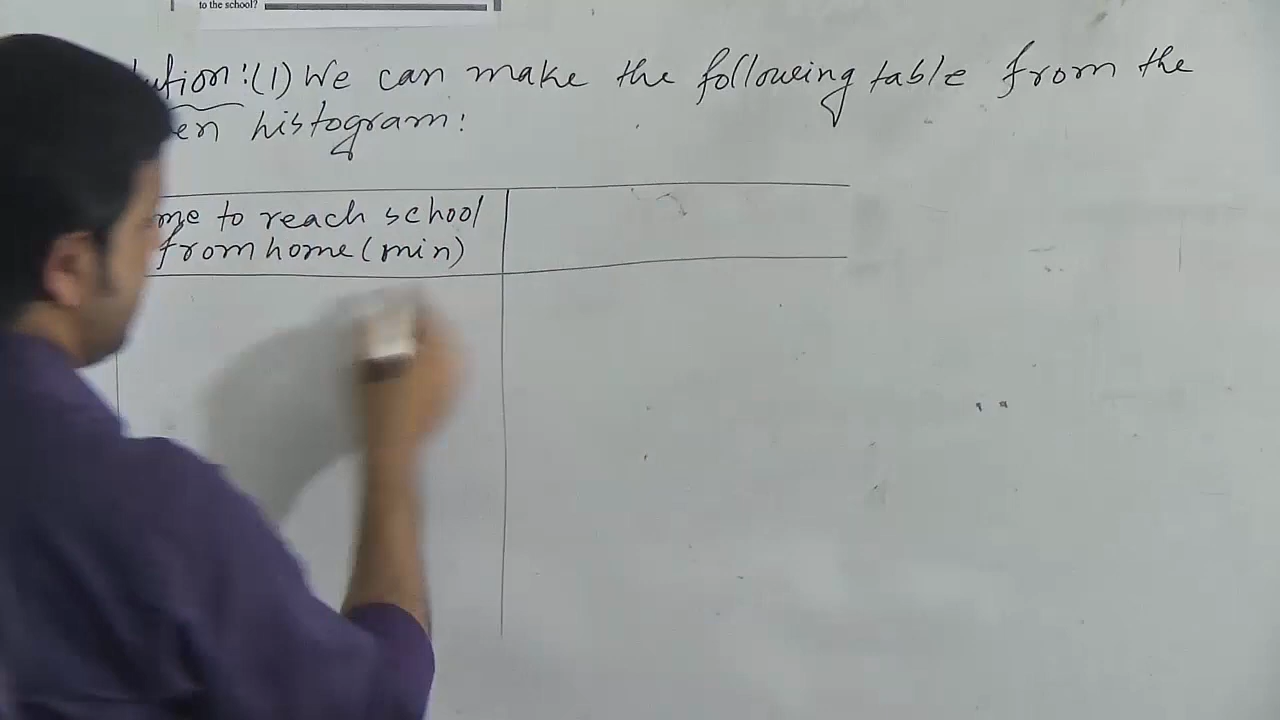 to the school?
ution: (1) We can make the following table from the
en histogram:
me to reach school
from home (min)